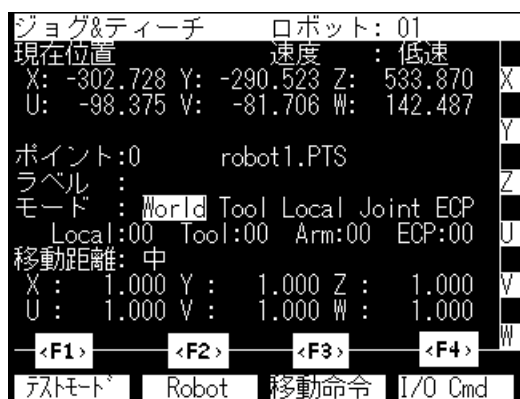 ジョグ&ティーチ ロボット: 01
現在位置 速度 : 低速
X: -302.728 Y: -290.523 Z: 533.870
U: -98.375 V: -81.706 W: 142.487
ポイント:0 robot1.PTS
ラベル :
モード : World Tool Local Joint ECP
Local:00 Tool:00 Arm:00 ECP:00
移動距離: 中
X : 1.000 Y : 1.000 Z : 1.000
U : 1.000 V : 1.000 W : 1.000
X
Y
Z
U
V
W
<F1> <F2> <F3> <F4>
ﾃｽﾄﾓｰﾄﾞ Robot 移動命令 I/O Cmd